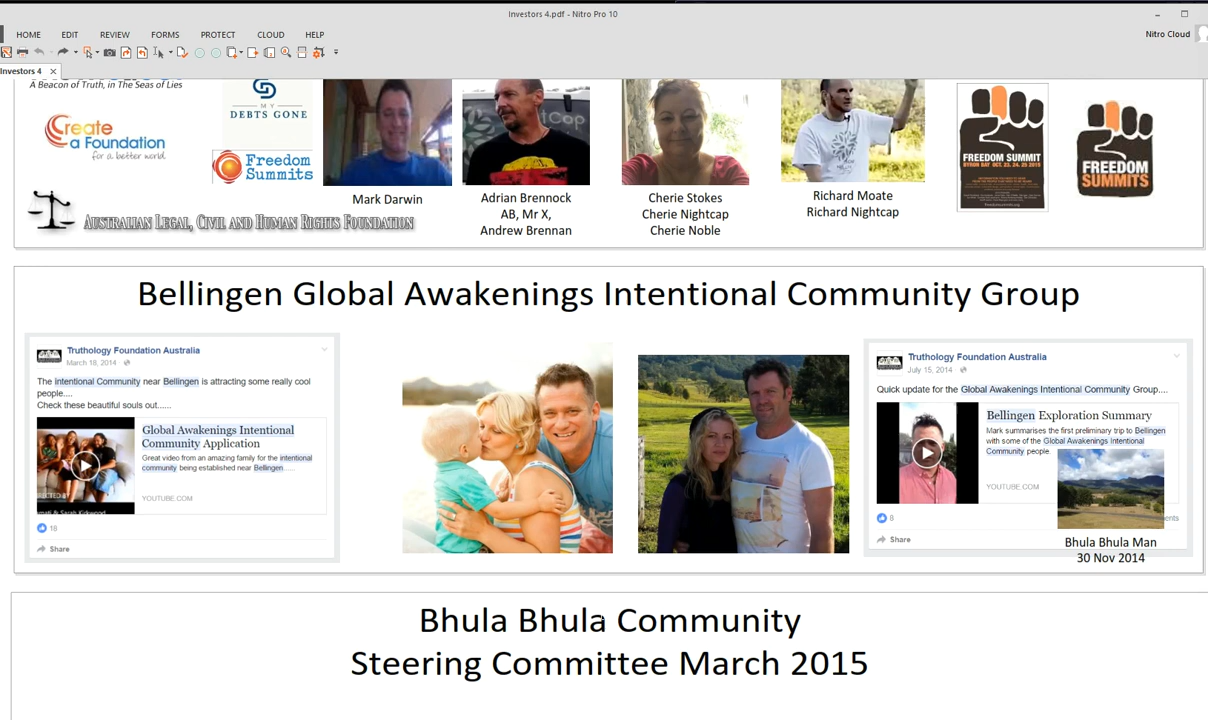 Investors 4.pdf - Nitro Pro 10
HOME EDIT REVIEW FORMS PROTECT CLOUD HELP
Nitro Cloud
Investors 4
A Beacon of Truth, in The Seas of Lies
Create
a Foundation
for a better world
MY
DEBTS GONE
Freedom
Summits
AUSTRALIAN LEGAL, CIVIL AND HUMAN RIGHTS FOUNDATION
Mark Darwin
Adrian Brennock
AB, Mr X,
Andrew Brennan
Cherie Stokes
Cherie Nightcap
Cherie Noble
Richard Moate
Richard Nightcap
FREEDOM SUMMIT
BYRON BAY OCT. 23, 24, 25 2015
FREEDOM
SUMMITS
Bellingen Global Awakenings Intentional Community Group
Truthology Foundation Australia
March 18, 2014
The intentional Community near Bellingen is attracting some really cool
people....
Check these beautiful souls out......
Global Awakenings Intentional
Community Application
Great video from an amazing family for the intentional
community being established near Bellingen......
YOUTUBE.COM
18
Share
Truthology Foundation Australia
July 15, 2014
Quick update for the Global Awakenings Intentional Community Group....
Bellingen Exploration Summary
Mark summarises the first preliminary trip to Bellingen
with some of the Global Awakenings Intentional
Community people.
YOUTUBE.COM
8
Share
Bhula Bhula Man
30 Nov 2014
Bhula Bhula Community
Steering Committee March 2015